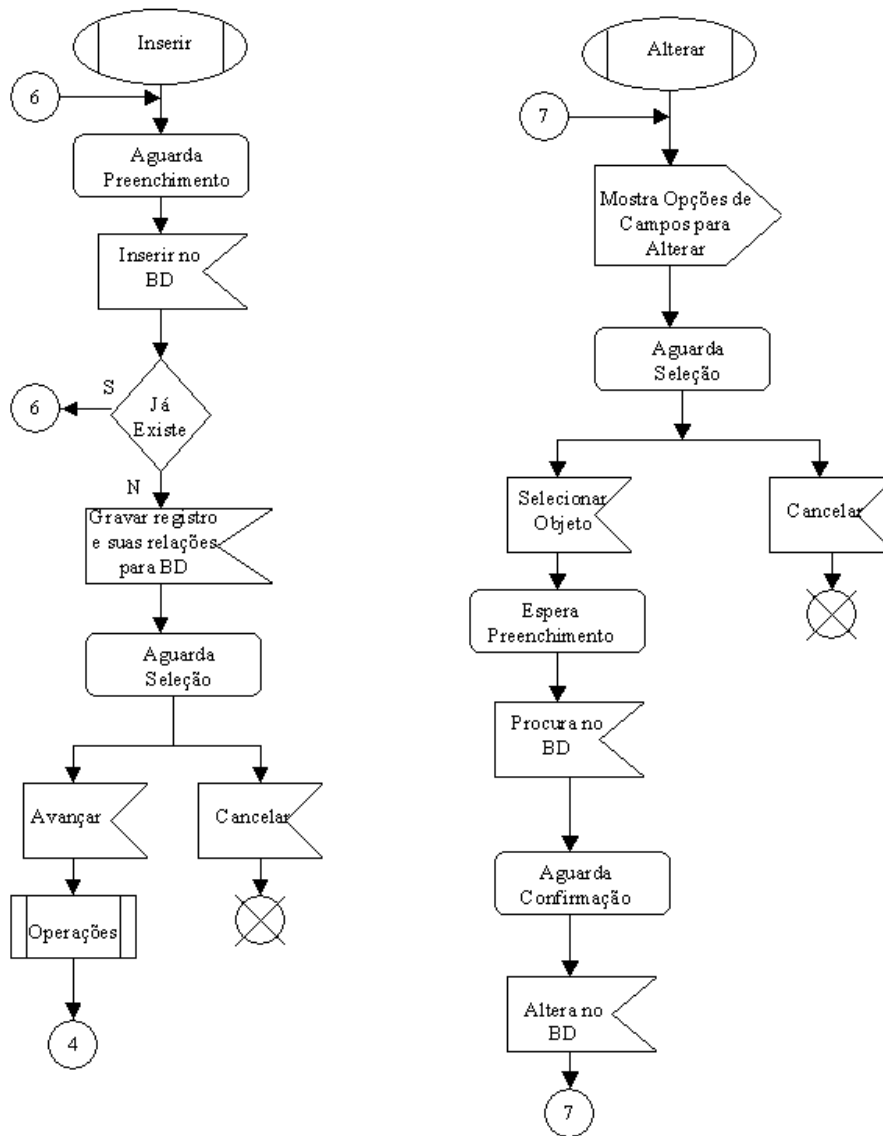 Inserir
6
Aguarda
Preenchimento
Inserir no
BD
S
6
Já
Existe
N
Gravar registro
e suas relações
para BD
Aguarda
Seleção
Avançar
Cancelar
Operações
4
Alterar
7
Mostra Opções de
Campos para
Alterar
Aguarda
Seleção
Selecionar
Objeto
Cancelar
Espera
Preenchimento
Procura no
BD
Aguarda
Confirmação
Altera no
BD
7